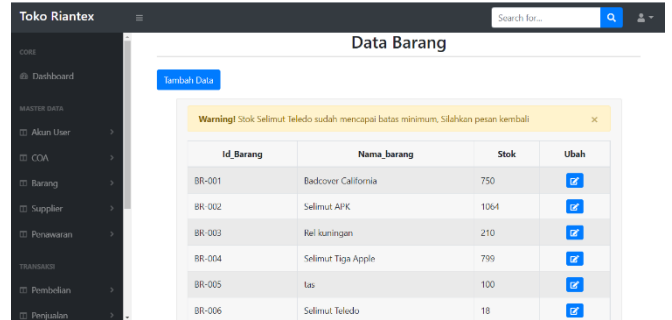 Toko Riantex
Search for...
CORE
Dashboard
MASTER DATA
Akun User
COA
Barang
Supplier
Penawaran
TRANSAKSI
Pembelian
Penjualan
Data Barang
Tambah Data
Warning! Stok Selimut Teledo sudah mencapai batas minimum, Silahkan pesan kembali ×
Id_Barang Nama_barang Stok Ubah
BR-001 Badcover California 750
BR-002 Selimut APK 1064
BR-003 Rel kuningan 210
BR-004 Selimut Tiga Apple 799
BR-005 tas 100
BR-006 Selimut Teledo 18